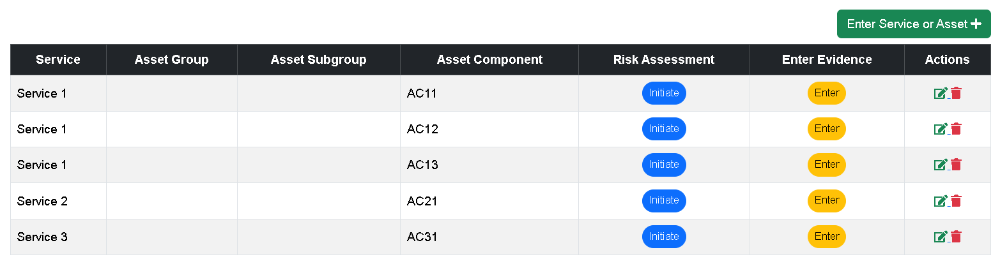 Enter Service or Asset +
Service Asset Group Asset Subgroup Asset Component Risk Assessment Enter Evidence Actions
Service 1 AC11 Initiate Enter
Service 1 AC12 Initiate Enter
Service 1 AC13 Initiate Enter
Service 2 AC21 Initiate Enter
Service 3 AC31 Initiate Enter